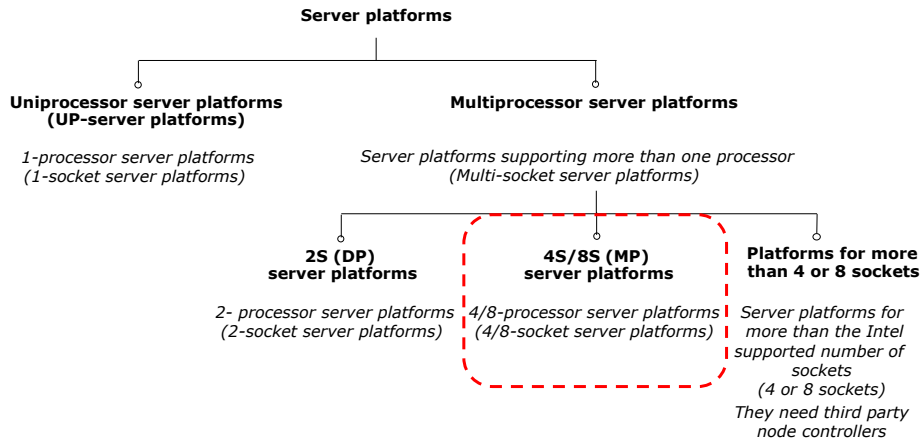 Server platforms
Uniprocessor server platforms
(UP-server platforms)
Multiprocessor server platforms
1-processor server platforms
(1-socket server platforms)
Server platforms supporting more than one processor
(Multi-socket server platforms)
2S (DP)
server platforms
4S/8S (MP)
server platforms
Platforms for more
than 4 or 8 sockets
2- processor server platforms
(2-socket server platforms)
4/8-processor server platforms
(4/8-socket server platforms)
Server platforms for
more than the Intel
supported number of
sockets
(4 or 8 sockets)
They need third party
node controllers